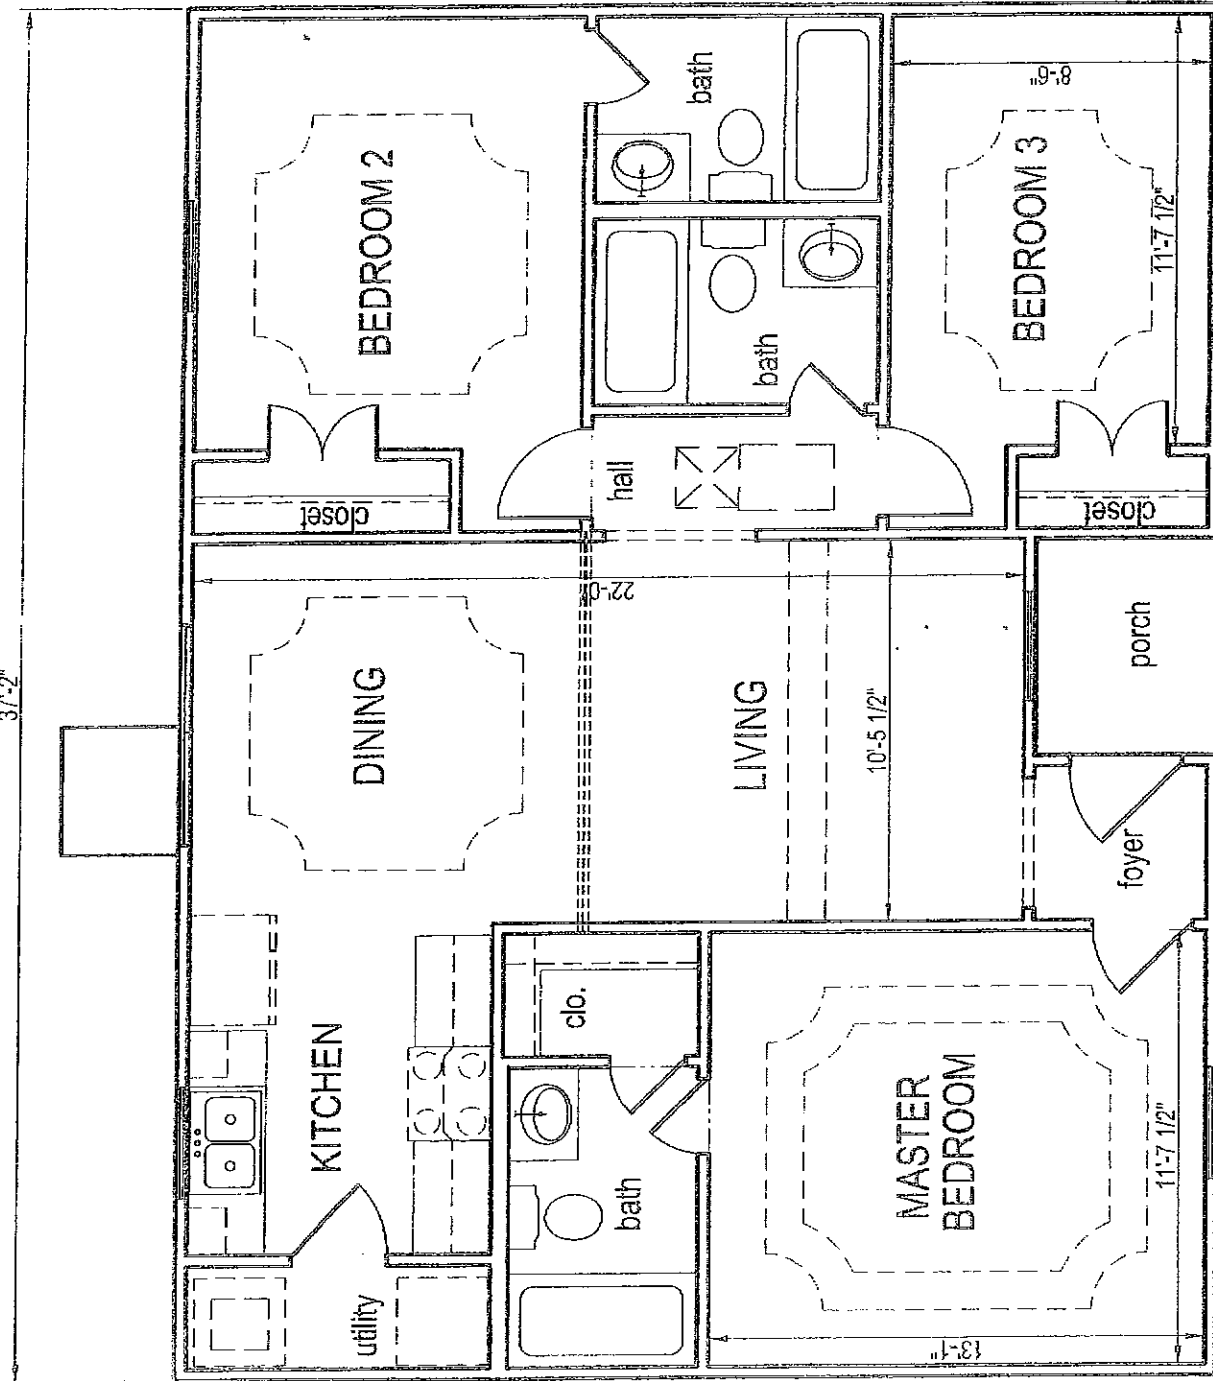 37'-2"
BEDROOM 2
bath
8'-6"
BEDROOM 3
11'-7 1/2"
bath
hall
closet
closet
22'-0
DINING
LIVING
10'-5 1/2"
porch
foyer
clo.
KITCHEN
bath
MASTER
BEDROOM
11'-7 1/2"
13'-1"
utility